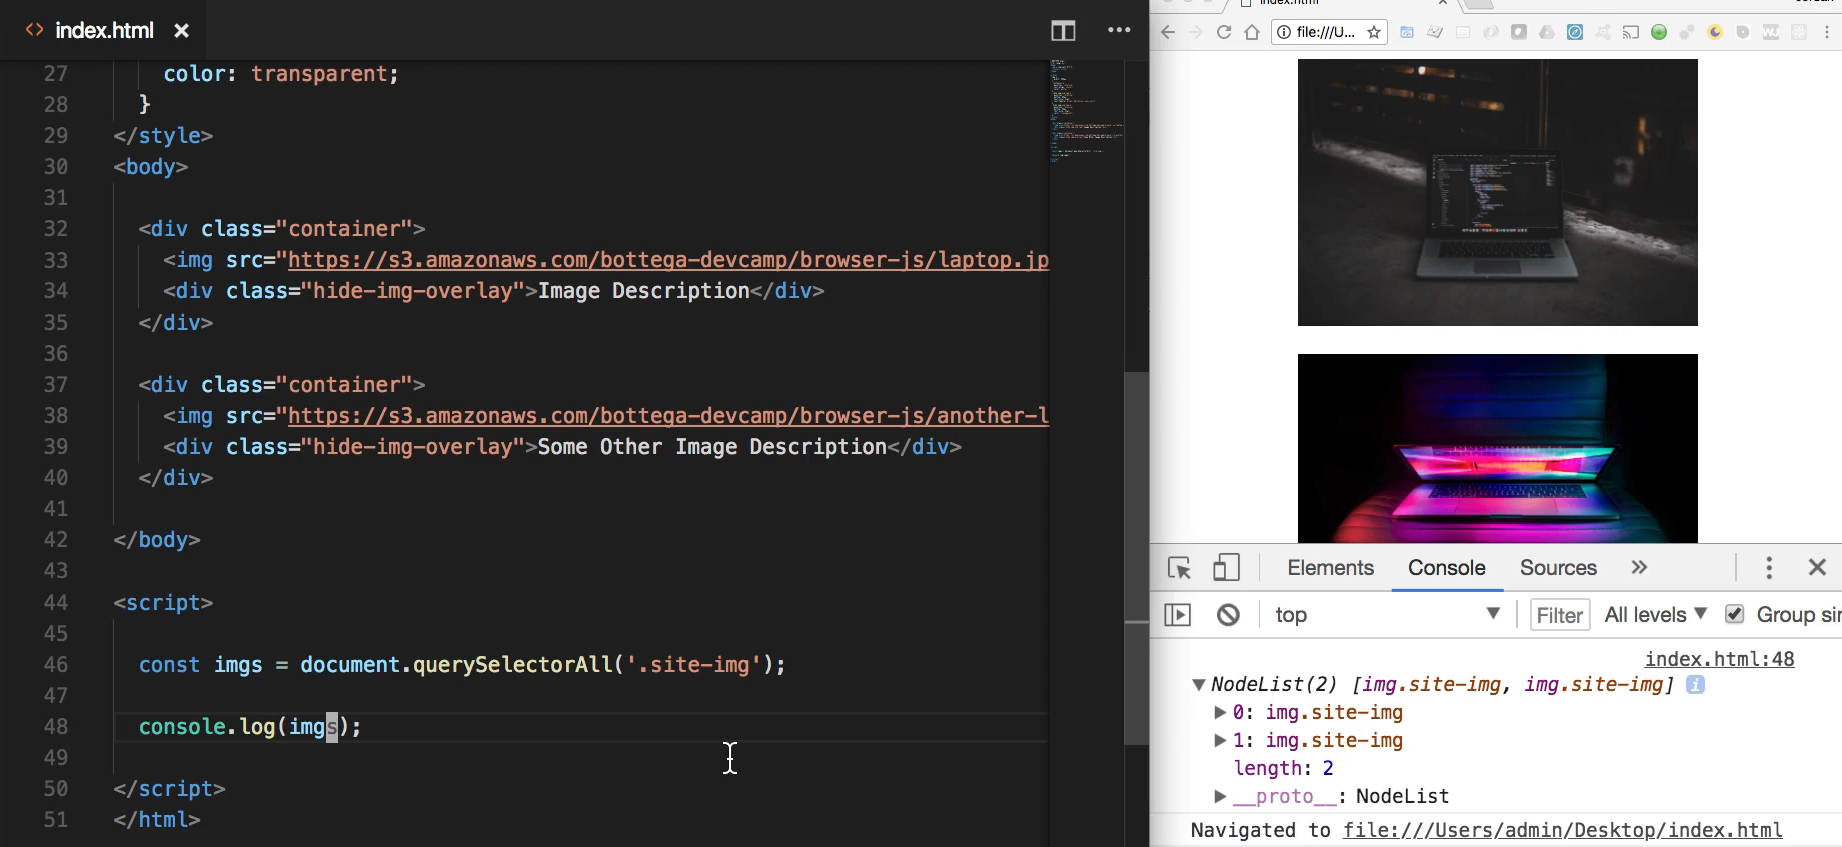 index.html
27 color: transparent;
28 }
29 </style>
30 <body>
31
32 <div class="container">
33 <img src="https://s3.amazonaws.com/bottega-devcamp/browser-js/laptop.jp
34 <div class="hide-img-overlay">Image Description</div>
35 </div>
36
37 <div class="container">
38 <img src="https://s3.amazonaws.com/bottega-devcamp/browser-js/another-l
39 <div class="hide-img-overlay">Some Other Image Description</div>
40 </div>
41
42 </body>
43
44 <script>
45
46 const imgs = document.querySelectorAll('.site-img');
47
48 console.log(imgs);
49
50 </script>
51 </html>
index.html
file:///U...
Elements Console Sources
top Filter All levels Group sin
index.html:48
NodeList(2) [img.site-img, img.site-img]
0: img.site-img
1: img.site-img
length: 2
__proto__: NodeList
Navigated to file:///Users/admin/Desktop/index.html